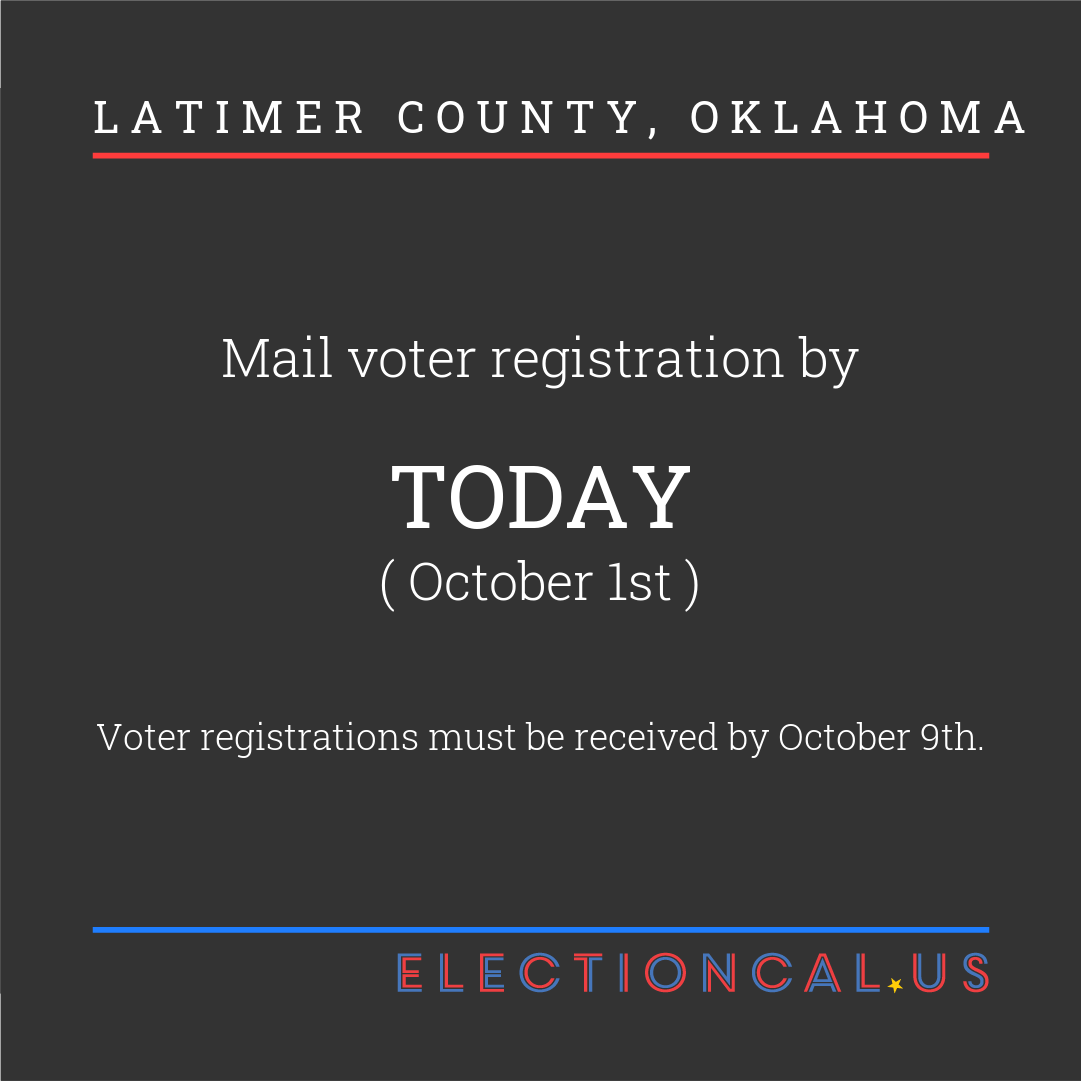 LATIMER COUNTY, OKLAHOMA
Mail voter registration by
TODAY
( October 1st )
Voter registrations must be received by October 9th.
ELECTIONCAL.US